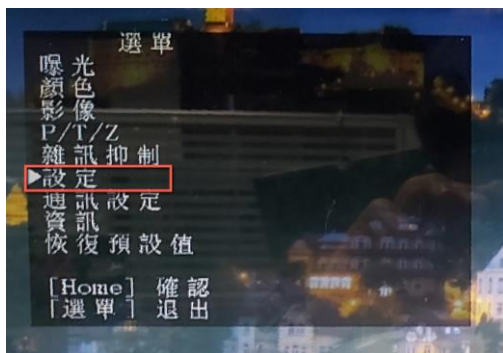 選單
曝光
顏色
影像
P/T/Z
雜訊抑制
▶設定
通訊設定
資訊
恢復預設值
[Home] 確認
[選單] 退出